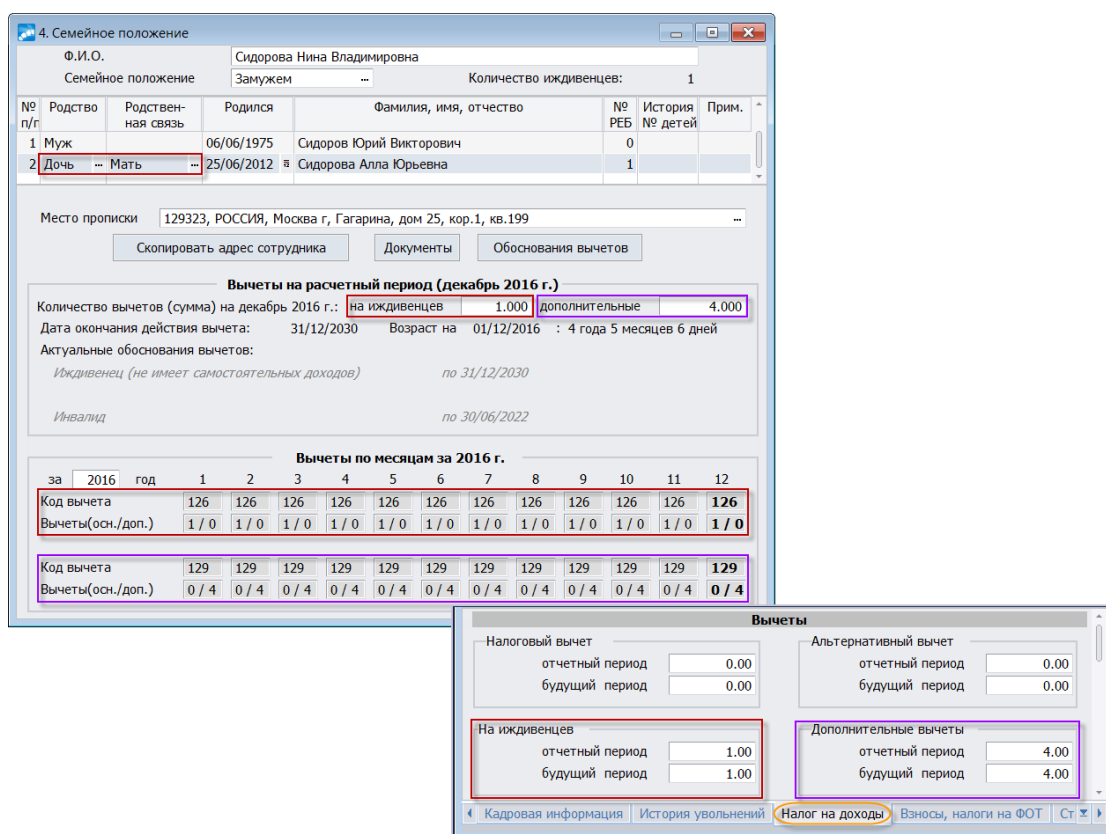 4. Семейное положение
Ф.И.О. Сидорова Нина Владимировна
Семейное положение Замужем ... Количество иждивенцев: 1
№ п/п Родство Родствен-ная связь Родился Фамилия, имя, отчество № РЕБ История № детей Прим.
1 Муж 06/06/1975 Сидоров Юрий Викторович 0
2 Дочь ... Мать ... 25/06/2012 Сидорова Алла Юрьевна 1
Место прописки 129323, РОССИЯ, Москва г, Гагарина, дом 25, кор.1, кв.199 ...
Скопировать адрес сотрудника Документы Обоснования вычетов
Вычеты на расчетный период (декабрь 2016 г.)
Количество вычетов (сумма) на декабрь 2016 г.: на иждивенцев 1.000 дополнительные 4.000
Дата окончания действия вычета: 31/12/2030 Возраст на 01/12/2016 : 4 года 5 месяцев 6 дней
Актуальные обоснования вычетов:
Иждивенец (не имеет самостоятельных доходов) по 31/12/2030
Инвалид по 30/06/2022
Вычеты по месяцам за 2016 г.
за 2016 год 1 2 3 4 5 6 7 8 9 10 11 12
Код вычета 126 126 126 126 126 126 126 126 126 126 126 126
Вычеты(осн./доп.) 1 / 0 1 / 0 1 / 0 1 / 0 1 / 0 1 / 0 1 / 0 1 / 0 1 / 0 1 / 0 1 / 0 1 / 0
Код вычета 129 129 129 129 129 129 129 129 129 129 129 129
Вычеты(осн./доп.) 0 / 4 0 / 4 0 / 4 0 / 4 0 / 4 0 / 4 0 / 4 0 / 4 0 / 4 0 / 4 0 / 4 0 / 4
Вычеты
Налоговый вычет Альтернативный вычет
отчетный период 0.00 отчетный период 0.00
будущий период 0.00 будущий период 0.00
На иждивенцев Дополнительные вычеты
отчетный период 1.00 отчетный период 4.00
будущий период 1.00 будущий период 4.00
Кадровая информация История увольнений Налог на доходы Взносы, налоги на ФОТ Ст